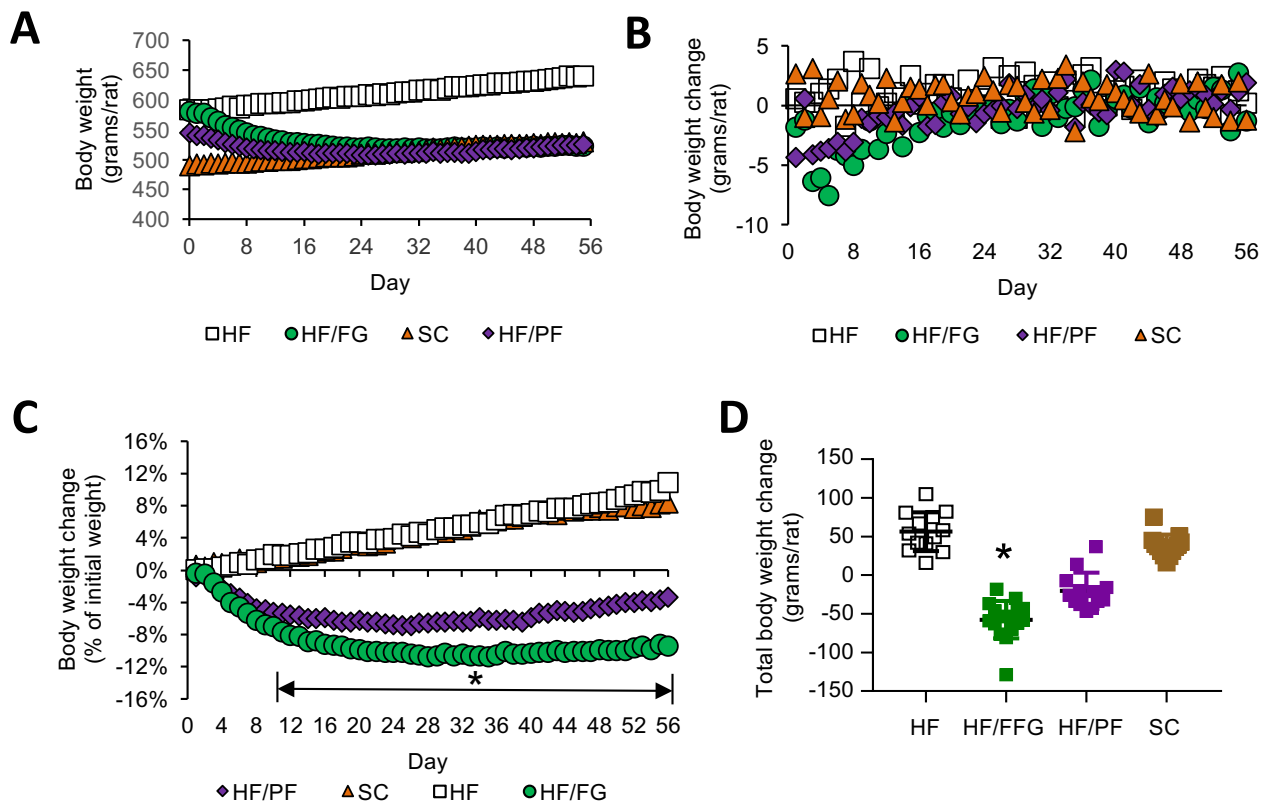 A
Body weight
(grams/rat)
700
650
600
550
500
450
400
0 8 16 24 32 40 48 56
Day
HF HF/FG SC HF/PF
B
Body weight change
(grams/rat)
5
0
-5
-10
0 8 16 24 32 40 48 56
Day
HF HF/FG HF/PF SC
C
Body weight change
(% of initial weight)
16%
12%
8%
4%
0%
-4%
-8%
-12%
-16%
*
0 4 8 12 16 20 24 28 32 36 40 44 48 52 56
Day
HF/PF SC HF HF/FG
D
Total body weight change
(grams/rat)
150
100
50
0
-50
-100
-150
*
HF HF/FFG HF/PF SC